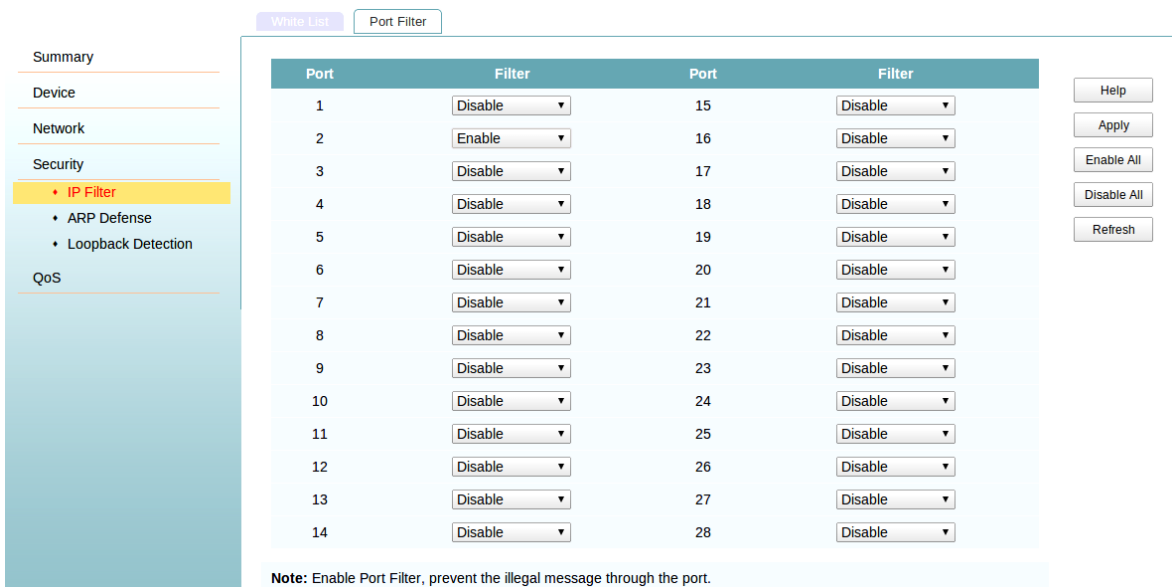 White List
Port Filter
Summary
Device
Network
Security
IP Filter
ARP Defense
Loopback Detection
QoS
Port Filter Port Filter
1 Disable 15 Disable
2 Enable 16 Disable
3 Disable 17 Disable
4 Disable 18 Disable
5 Disable 19 Disable
6 Disable 20 Disable
7 Disable 21 Disable
8 Disable 22 Disable
9 Disable 23 Disable
10 Disable 24 Disable
11 Disable 25 Disable
12 Disable 26 Disable
13 Disable 27 Disable
14 Disable 28 Disable
Note: Enable Port Filter, prevent the illegal message through the port.
Help
Apply
Enable All
Disable All
Refresh